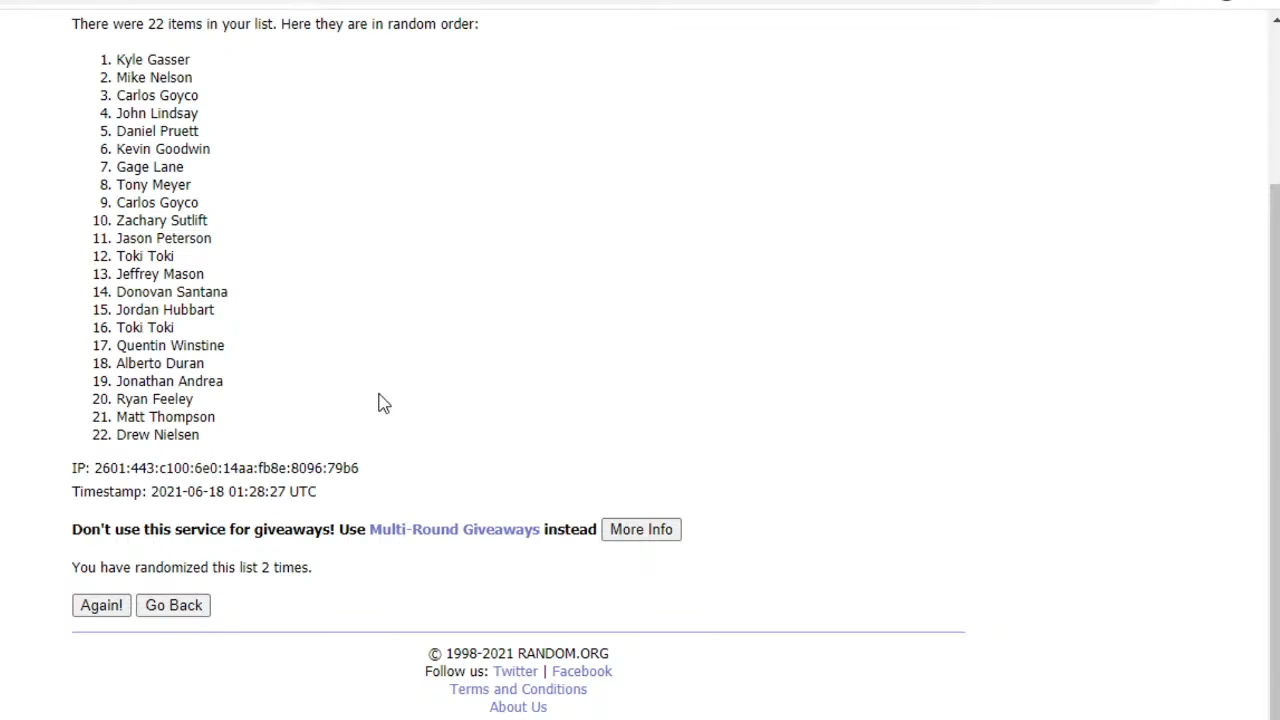 There were 22 items in your list. Here they are in random order:
1. Kyle Gasser
2. Mike Nelson
3. Carlos Goyco
4. John Lindsay
5. Daniel Pruett
6. Kevin Goodwin
7. Gage Lane
8. Tony Meyer
9. Carlos Goyco
10. Zachary Sutlift
11. Jason Peterson
12. Toki Toki
13. Jeffrey Mason
14. Donovan Santana
15. Jordan Hubbart
16. Toki Toki
17. Quentin Winstine
18. Alberto Duran
19. Jonathan Andrea
20. Ryan Feeley
21. Matt Thompson
22. Drew Nielsen
IP: 2601:443:c100:6e0:14aa:fb8e:8096:79b6
Timestamp: 2021-06-18 01:28:27 UTC
Don't use this service for giveaways! Use Multi-Round Giveaways instead More Info
You have randomized this list 2 times.
Again! Go Back
© 1998-2021 RANDOM.ORG
Follow us: Twitter | Facebook
Terms and Conditions
About Us